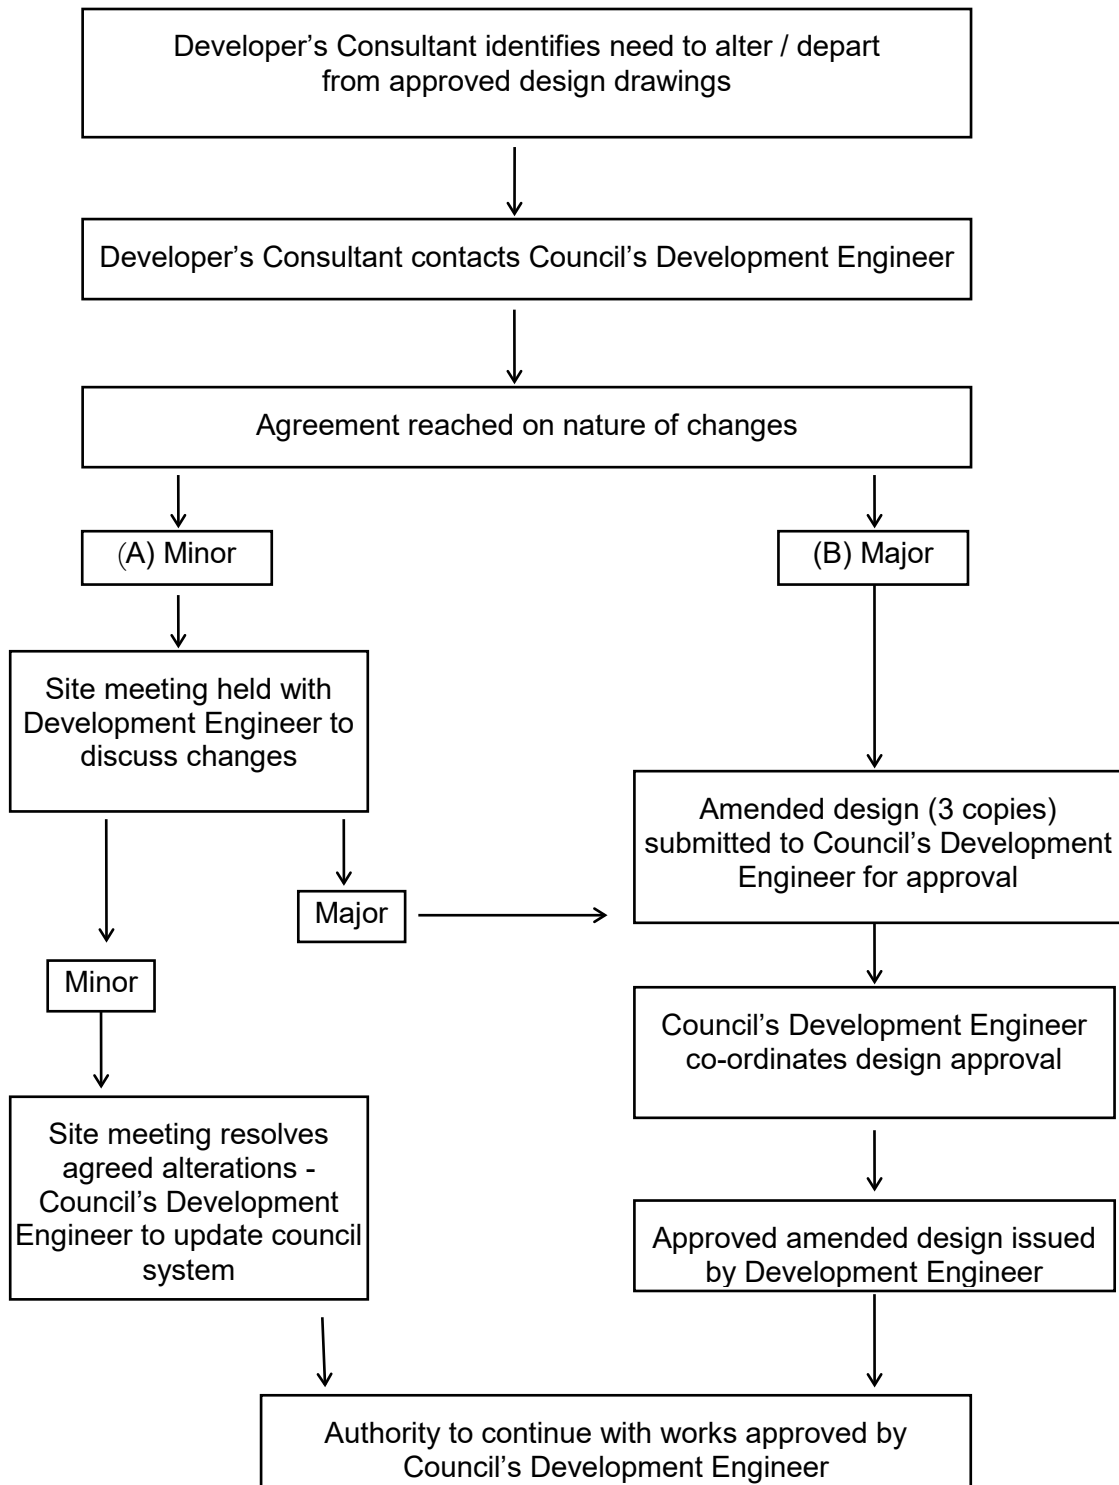 Developer’s Consultant identifies need to alter / depart
from approved design drawings
Developer’s Consultant contacts Council’s Development Engineer
Agreement reached on nature of changes
(A) Minor
(B) Major
Site meeting held with
Development Engineer to
discuss changes
Amended design (3 copies)
submitted to Council’s Development
Engineer for approval
Major
Minor
Council’s Development Engineer
co-ordinates design approval
Site meeting resolves
agreed alterations -
Council’s Development
Engineer to update council
system
Approved amended design issued
by Development Engineer
Authority to continue with works approved by
Council’s Development Engineer